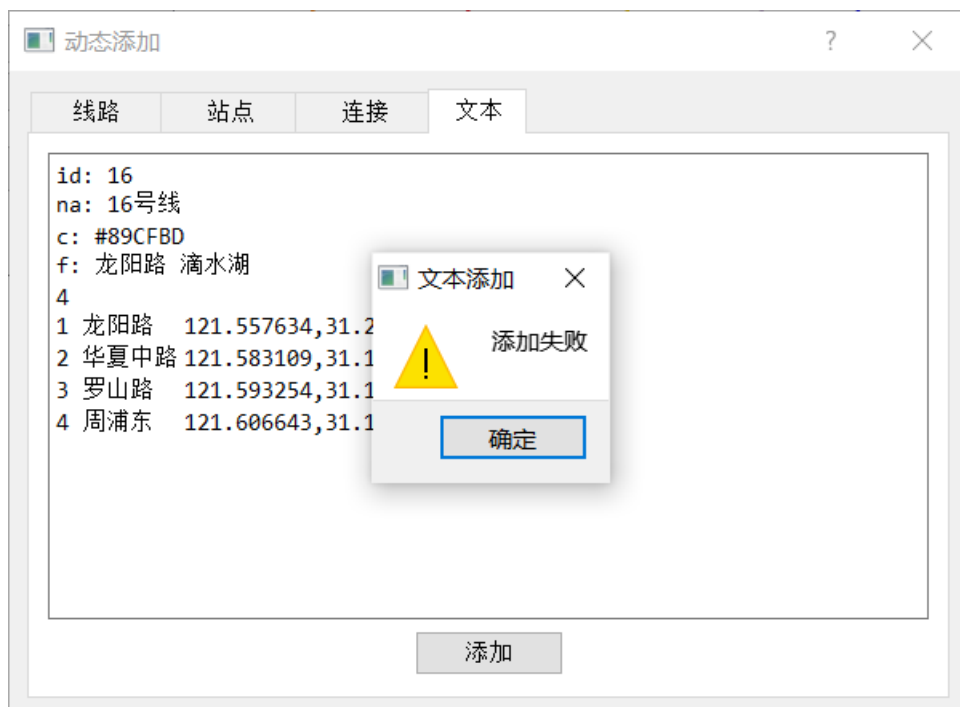 动态添加
线路 站点 连接 文本
id: 16
na: 16号线
c: #89CFBD
f: 龙阳路 滴水湖
4
1 龙阳路 121.557634,31.2
2 华夏中路 121.583109,31.1
3 罗山路 121.593254,31.1
4 周浦东 121.606643,31.1
文本添加
添加失败
确定
添加